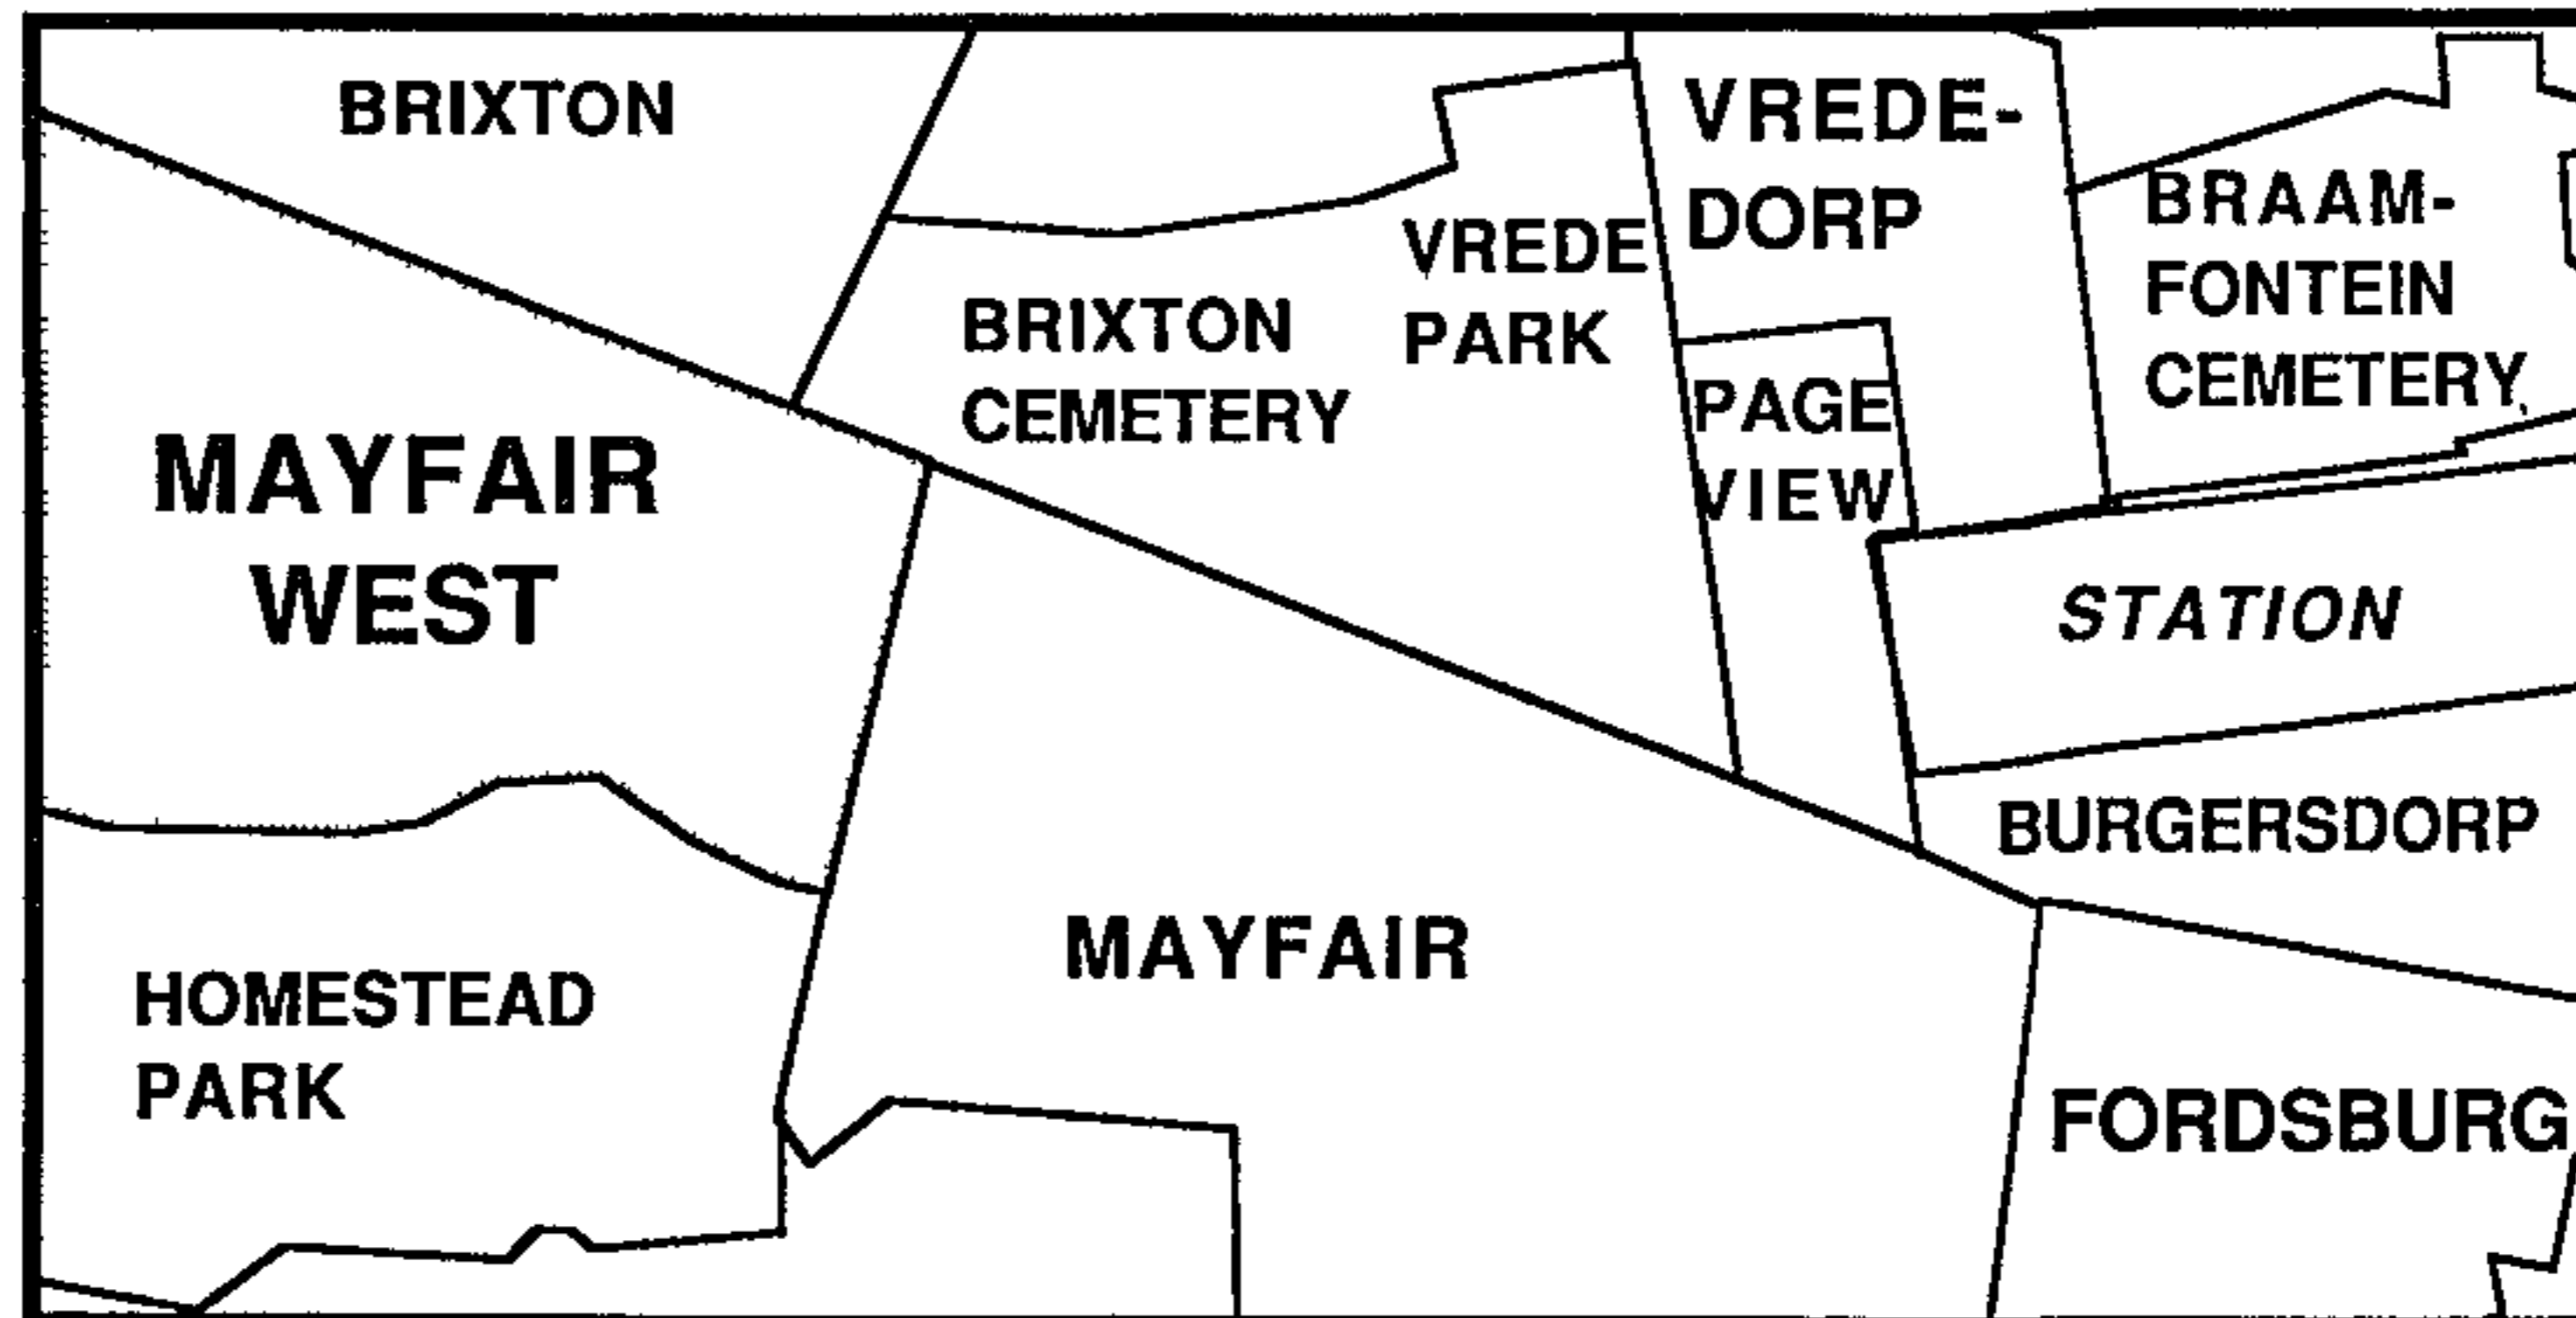 BRIXTON
VREDE-
DORP
BRAAM-
FONTEIN
CEMETERY
VREDE
PARK
BRIXTON
CEMETERY
PAGE
VIEW
MAYFAIR
WEST
STATION
BURGERSDORP
MAYFAIR
HOMESTEAD
PARK
FORDSBURG